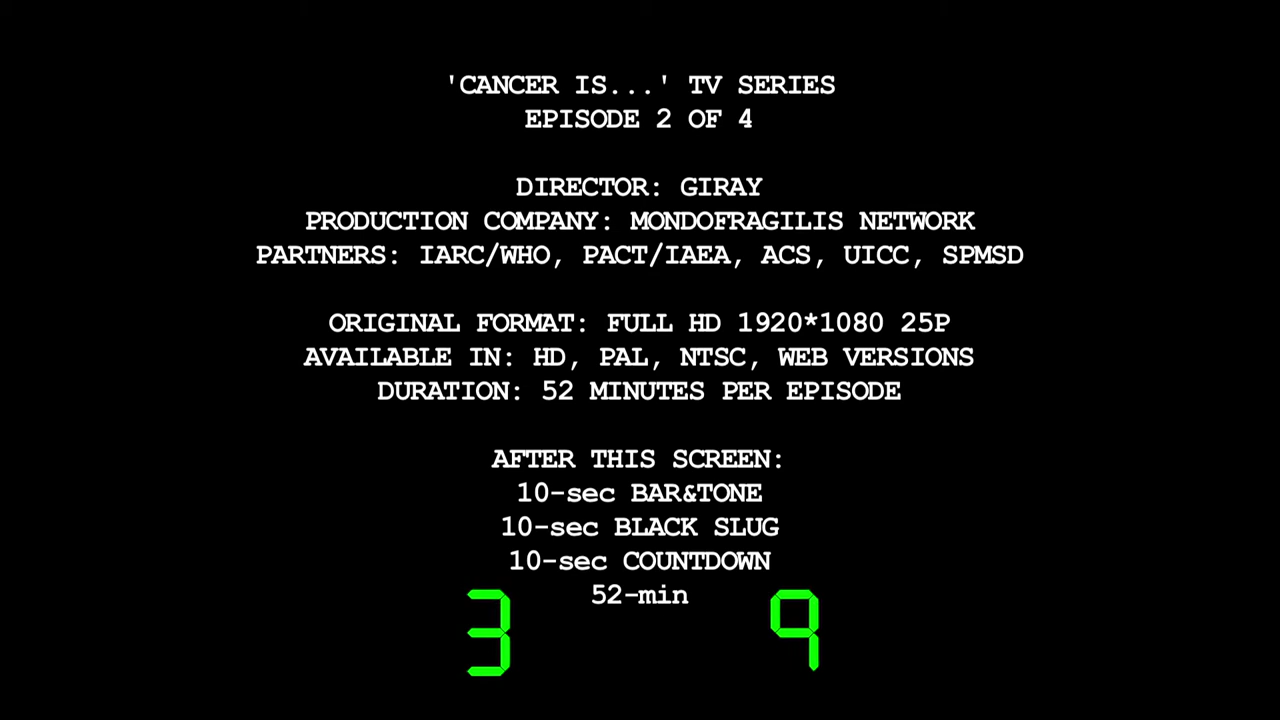 'CANCER IS...' TV SERIES
EPISODE 2 OF 4
DIRECTOR: GIRAY
PRODUCTION COMPANY: MONDOFRAGILIS NETWORK
PARTNERS: IARC/WHO, PACT/IAEA, ACS, UICC, SPMSD
ORIGINAL FORMAT: FULL HD 1920*1080 25P
AVAILABLE IN: HD, PAL, NTSC, WEB VERSIONS
DURATION: 52 MINUTES PER EPISODE
AFTER THIS SCREEN:
10-sec BAR&TONE
10-sec BLACK SLUG
10-sec COUNTDOWN
52-min
3 9